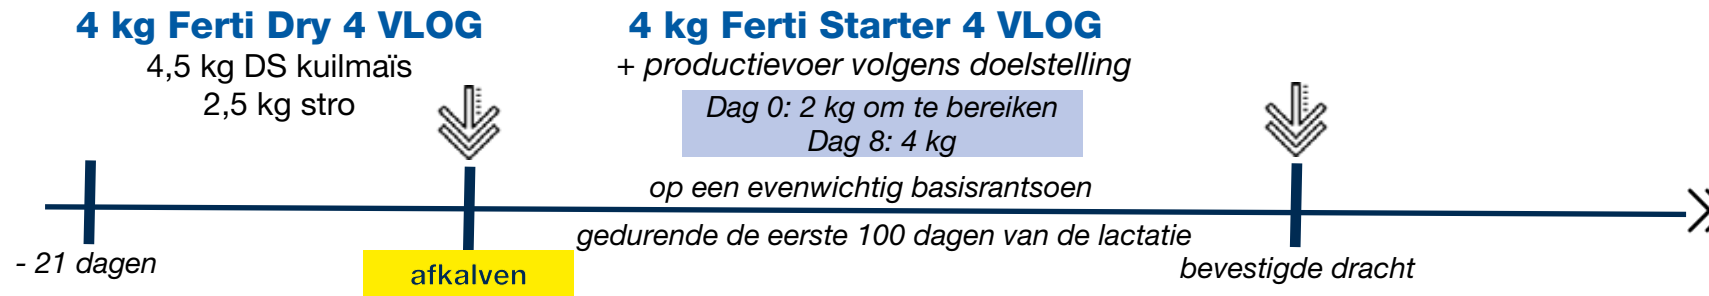 4 kg Ferti Dry 4 VLOG
4,5 kg DS kuilmaïs
2,5 kg stro
4 kg Ferti Starter 4 VLOG
+ productievoer volgens doelstelling
Dag 0: 2 kg om te bereiken
Dag 8: 4 kg
op een evenwichtig basisrantsoen
gedurende de eerste 100 dagen van de lactatie
- 21 dagen
afkalven
bevestigde dracht